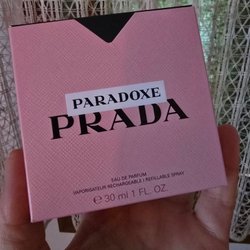 PARADOXE
PRADA
EAU DE PARFUM
VAPORISATEUR RECHARGEABLE / REFILLABLE SPRAY
℮ 30 ml 1 FL. OZ.